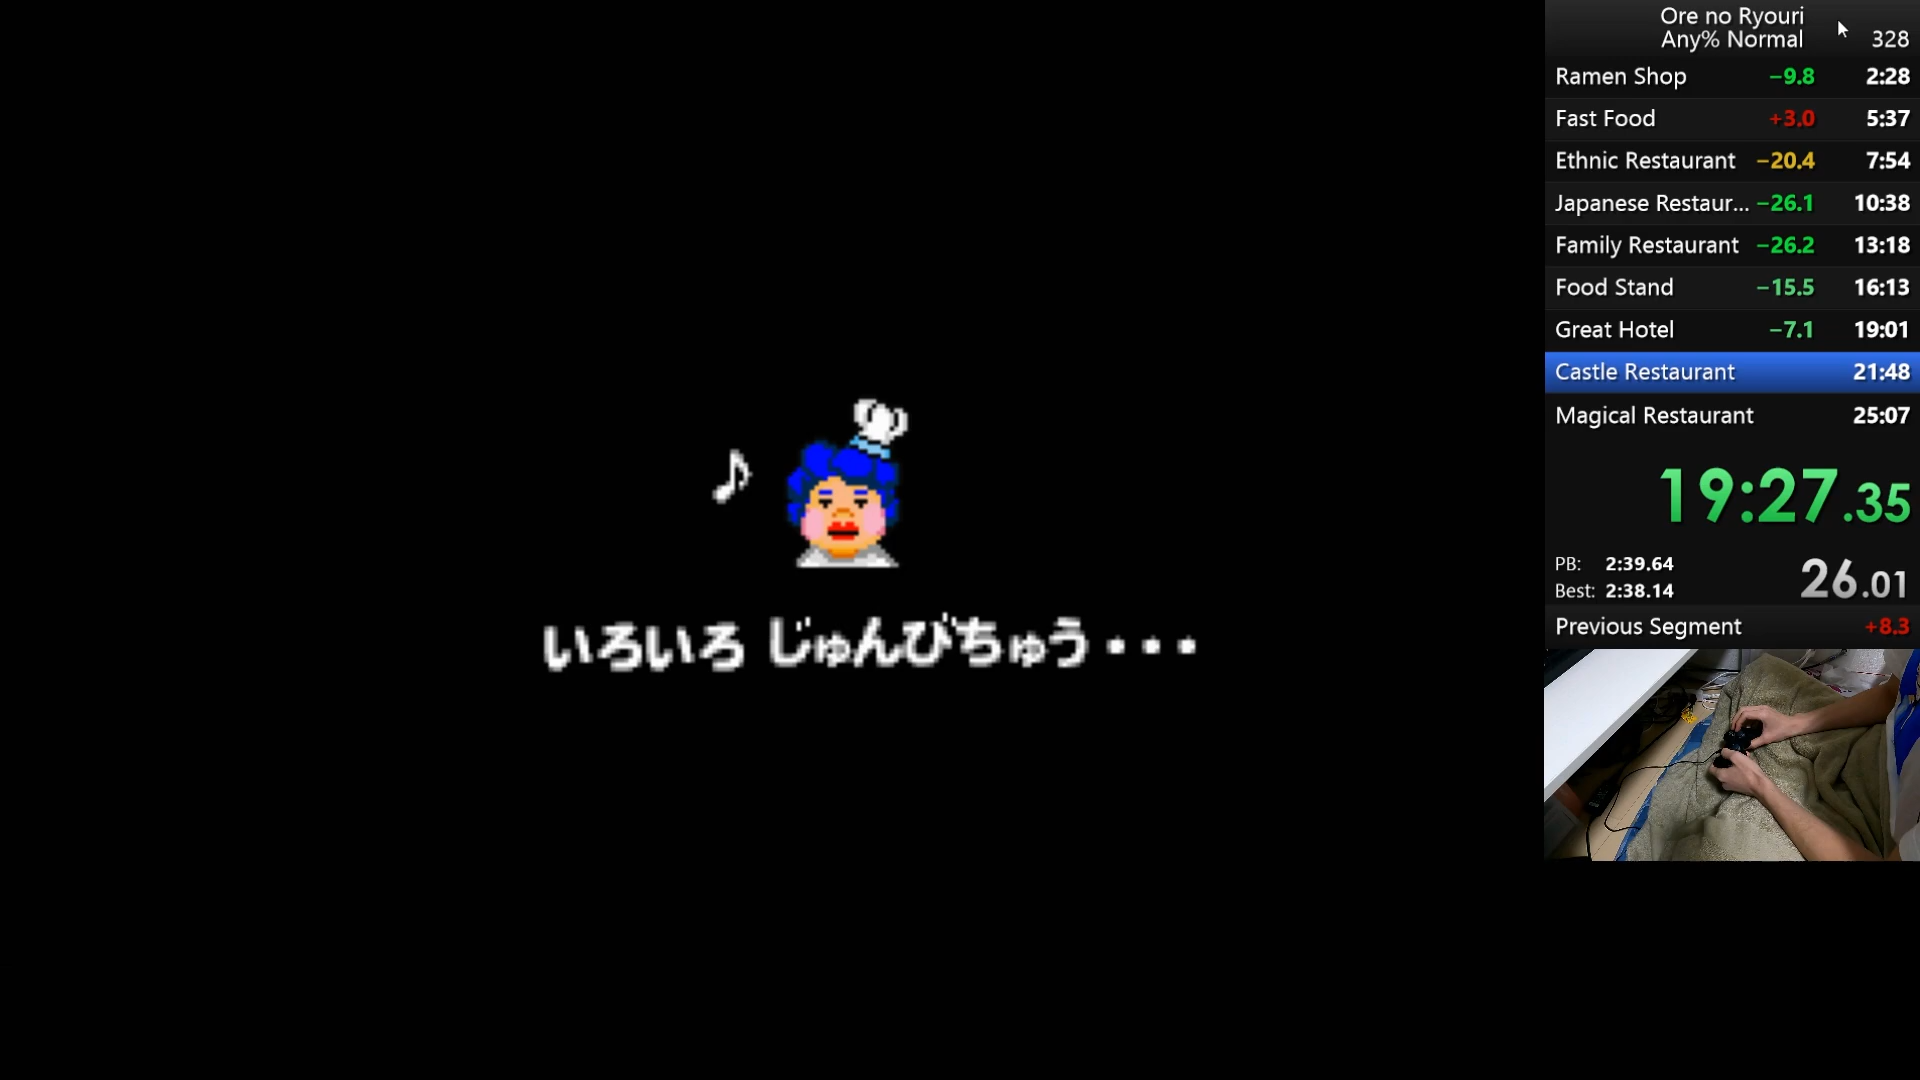 Ore no Ryouri
Any% Normal 328
Ramen Shop −9.8 2:28
Fast Food +3.0 5:37
Ethnic Restaurant −20.4 7:54
Japanese Restaur... −26.1 10:38
Family Restaurant −26.2 13:18
Food Stand −15.5 16:13
Great Hotel −7.1 19:01
Castle Restaurant 21:48
Magical Restaurant 25:07
19:27.35
PB: 2:39.64
Best: 2:38.14
26.01
Previous Segment +8.3
いろいろ じゅんびちゅう・・・